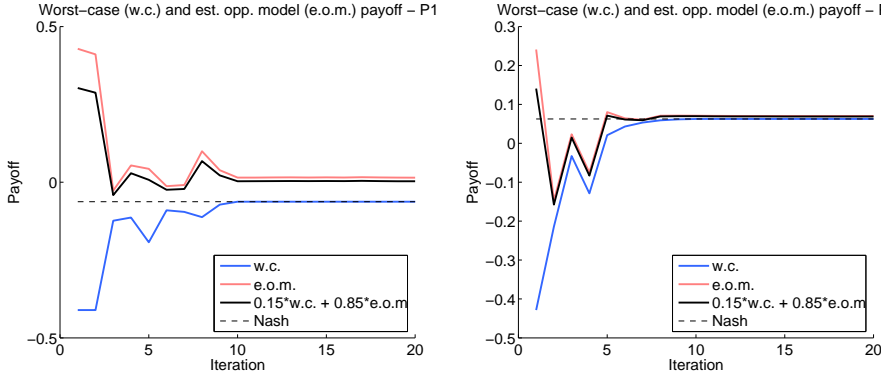 Worst−case (w.c.) and est. opp. model (e.o.m.) payoff − P1
0.5
0
−0.5
Payoff
0
5
10
15
20
Iteration
w.c.
e.o.m.
0.15*w.c. + 0.85*e.o.m
Nash
Worst−case (w.c.) and est. opp. model (e.o.m.) payoff −
0.3
0.2
0.1
0
−0.1
−0.2
−0.3
−0.4
−0.5
Payoff
0
5
10
15
20
Iteration
w.c.
e.o.m.
0.15*w.c. + 0.85*e.o.m
Nash